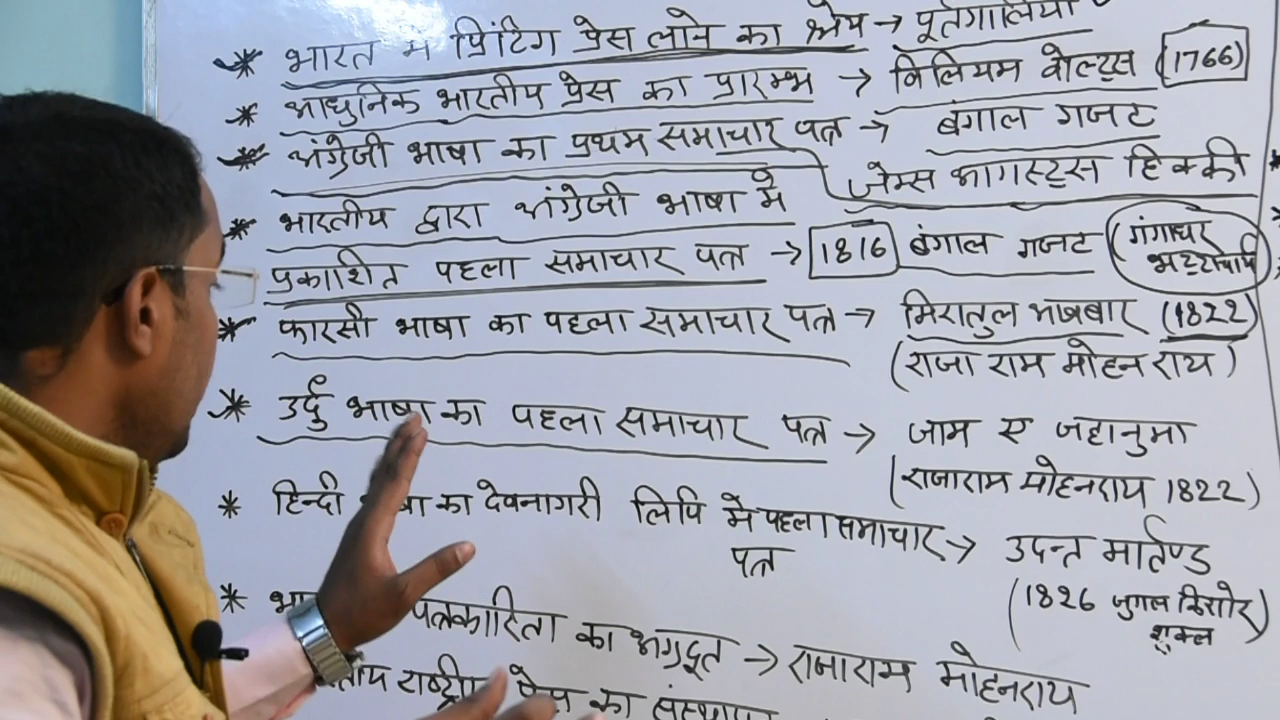 * भारत में प्रिंटिंग प्रेस लाने का श्रेय → पूर्तगालियों
* आधुनिक भारतीय प्रेस का प्रारम्भ → विलियम वोल्ट्स (1766)
* अंग्रेजी भाषा का प्रथम समाचार पत्र → बंगाल गजट
जेम्स आगस्ट्स हिक्की
* भारतीय द्वारा अंग्रेजी भाषा में
प्रकाशित पहला समाचार पत्र → 1816 बंगाल गजट (गंगाधर
भट्टाचार्य)
* फारसी भाषा का पहला समाचार पत्र → मिरातुल अखबार (1822)
(राजा राम मोहन राय)
* उर्दु भाषा का पहला समाचार पत्र → जाम ए जहानुमा
(राजाराम मोहनराय 1822)
* हिन्दी का देवनागरी लिपि में पहला समाचार → उदन्त मार्तण्ड
पत्र
(1826 जुगल किशोर
शुक्ल)
* पत्रकारिता का अग्रदूत → राजाराम मोहनराय
राष्ट्रीय प्रेस का